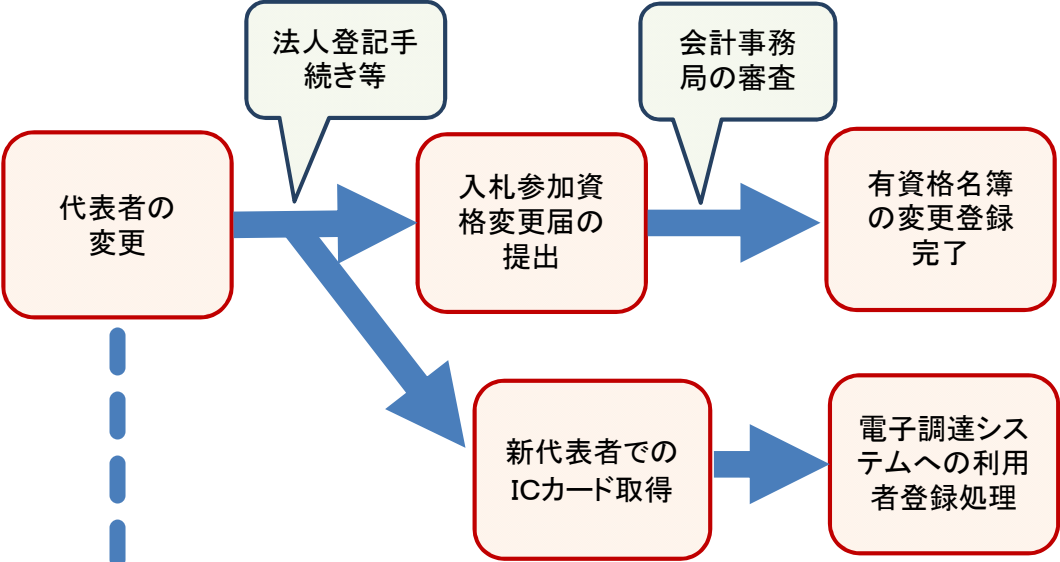 法人登記手
続き等
会計事務
局の審査
代表者の
変更
入札参加資
格変更届の
提出
有資格名簿
の変更登録
完了
新代表者での
ICカード取得
電子調達シス
テムへの利用
者登録処理